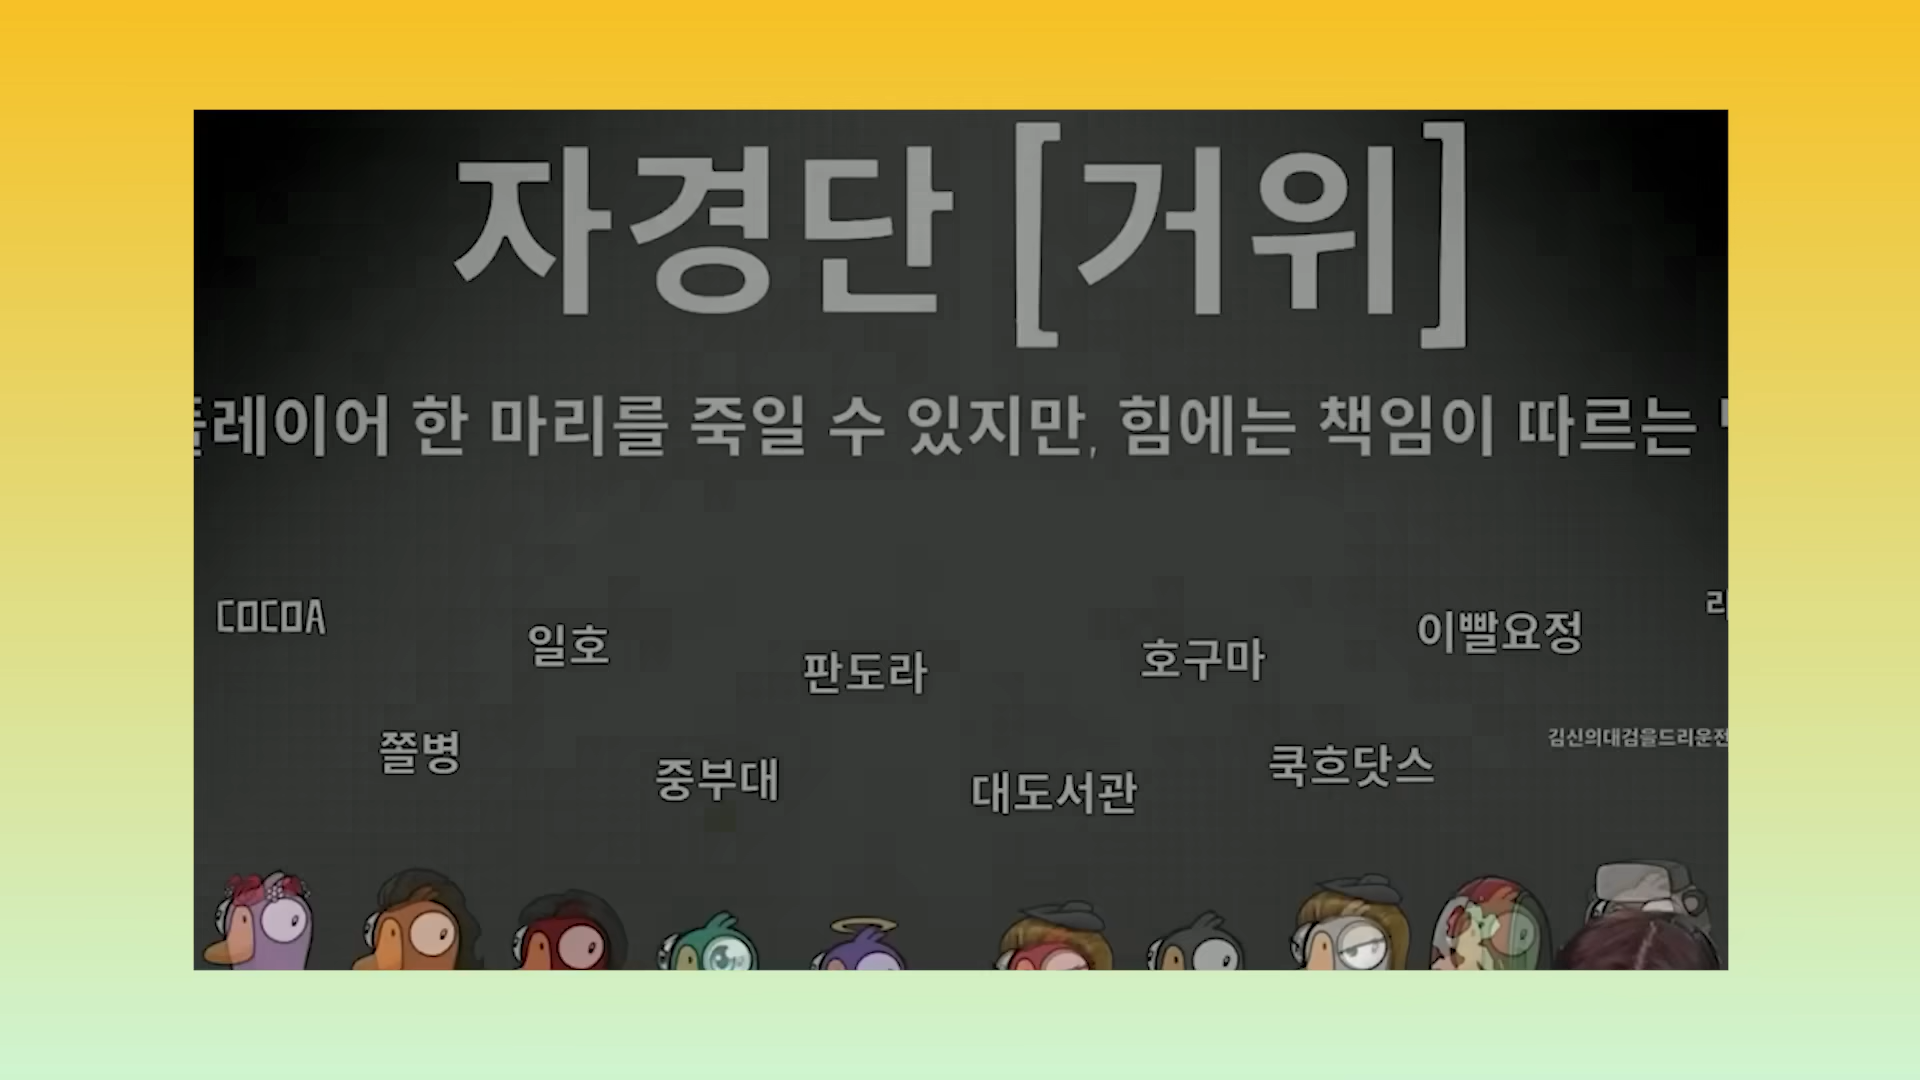 자경단 [거위]
플레이어 한 마리를 죽일 수 있지만, 힘에는 책임이 따르는
COCOA
일호
판도라
호구마
이빨요정
쫄병
중부대
대도서관
쿡흐닷스
김신의대검을드리운전